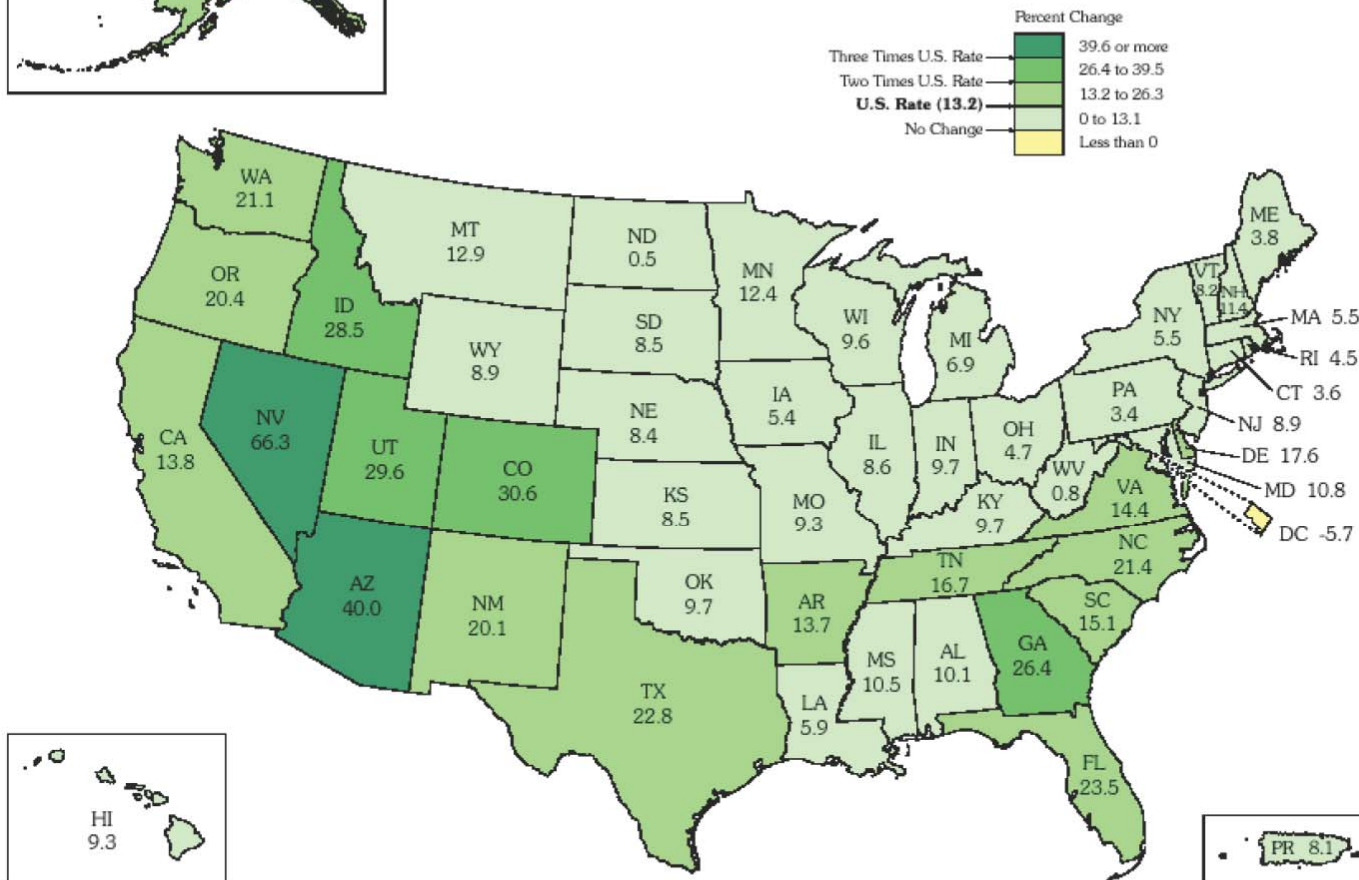 Percent Change
39.6 or more
Three Times U.S. Rate
26.4 to 39.5
Two Times U.S. Rate
13.2 to 26.3
U.S. Rate (13.2)
0 to 13.1
No Change
Less than 0
WA
21.1
MT
12.9
ND
0.5
MN
12.4
ME
3.8
VT
8.2
NH
11.4
OR
20.4
ID
28.5
SD
8.5
WI
9.6
MI
6.9
NY
5.5
MA 5.5
RI 4.5
CT 3.6
WY
8.9
NE
8.4
IA
5.4
PA
3.4
NJ 8.9
NV
66.3
CA
13.8
UT
29.6
CO
30.6
KS
8.5
MO
9.3
IL
8.6
IN
9.7
OH
4.7
WV
0.8
KY
9.7
VA
14.4
DE 17.6
MD 10.8
DC -5.7
AZ
40.0
NM
20.1
OK
9.7
AR
13.7
TN
16.7
NC
21.4
SC
15.1
TX
22.8
LA
5.9
MS
10.5
AL
10.1
GA
26.4
FL
23.5
HI
9.3
PR 8.1